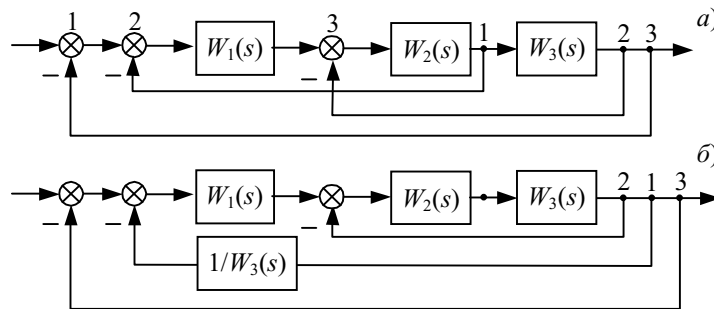 1 2 3 1 2 3 а)
W₁(s) W₂(s) W₃(s)
– – –
б)
2 1 3
W₁(s) W₂(s) W₃(s)
– – –
1/W₃(s)